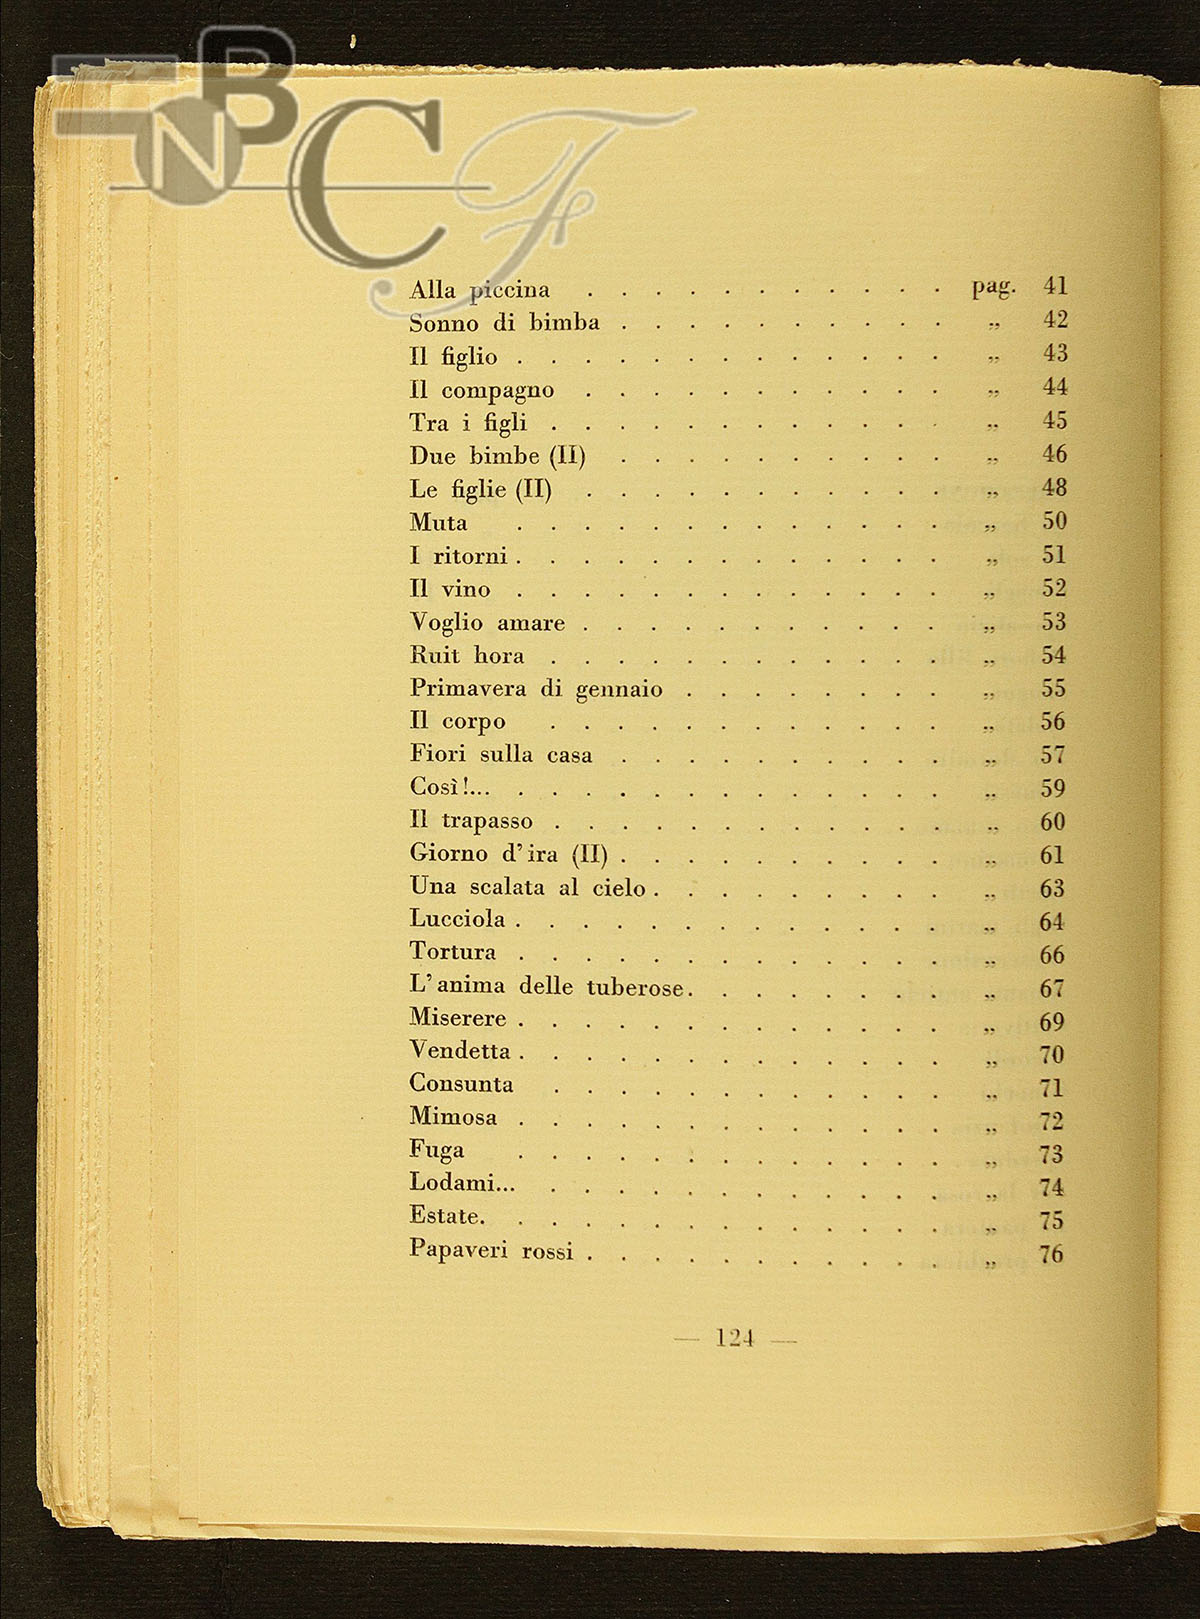 NBCF
Alla piccina . . . . . . . . . . . pag. 41
Sonno di bimba . . . . . . . . . . „ 42
Il figlio . . . . . . . . . . . . . „ 43
Il compagno . . . . . . . . . . . „ 44
Tra i figli . . . . . . . . . . . . „ 45
Due bimbe (II) . . . . . . . . . . „ 46
Le figlie (II) . . . . . . . . . . . „ 48
Muta . . . . . . . . . . . . . „ 50
I ritorni . . . . . . . . . . . . . „ 51
Il vino . . . . . . . . . . . . . „ 52
Voglio amare . . . . . . . . . . . „ 53
Ruit hora . . . . . . . . . . . . „ 54
Primavera di gennaio . . . . . . . . „ 55
Il corpo . . . . . . . . . . . . „ 56
Fiori sulla casa . . . . . . . . . . „ 57
Così!... . . . . . . . . . . . . . „ 59
Il trapasso . . . . . . . . . . . . „ 60
Giorno d'ira (II) . . . . . . . . . . „ 61
Una scalata al cielo . . . . . . . . . „ 63
Lucciola . . . . . . . . . . . . . „ 64
Tortura . . . . . . . . . . . . . „ 66
L'anima delle tuberose . . . . . . . . „ 67
Miserere . . . . . . . . . . . . . „ 69
Vendetta . . . . . . . . . . . . . „ 70
Consunta . . . . . . . . . . . . „ 71
Mimosa . . . . . . . . . . . . . „ 72
Fuga . . . . . . . . . . . . . „ 73
Lodami... . . . . . . . . . . . . „ 74
Estate. . . . . . . . . . . . . . „ 75
Papaveri rossi . . . . . . . . . . . „ 76
— 124 —